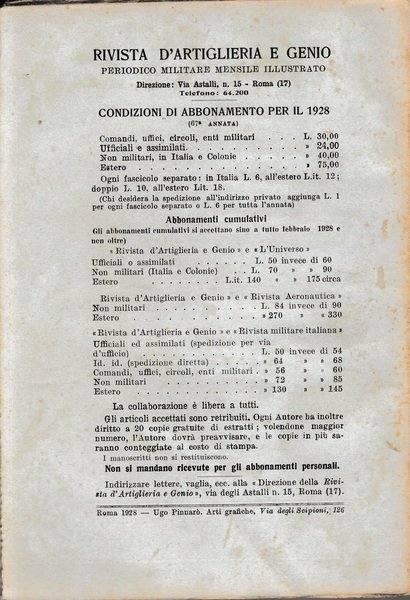 RIVISTA D'ARTIGLIERIA E GENIO
PERIODICO MILITARE MENSILE ILLUSTRATO
Direzione: Via Astalli, n. 15 - Roma (17)
Telefono: 64.200
CONDIZIONI DI ABBONAMENTO PER IL 1928
(67ª ANNATA)
Comandi, uffici, circoli, enti militari . . . L. 30,00
Ufficiali e assimilati. . . . . . . . . » 24,00
Non militari, in Italia e Colonie . . . . » 40,00
Estero . . . . . . . . . . . . » 75,00
Ogni fascicolo separato: in Italia L. 6, all'estero L.it. 12;
doppio L. 10, all'estero Lit. 18.
(Chi desidera la spedizione all'indirizzo privato aggiunga L. 1
per ogni fascicolo separato o L. 6 per tutta l'annata)
Abbonamenti cumulativi
Gli abbonamenti cumulativi si accettano sino a tutto febbraio 1928 e
non oltre)
« Rivista d'Artiglieria e Genio » e « L'Universo »
Ufficiali o assimilati . . . . . . L. 50 invece di 60
Non militari (Italia e Colonie) . . L. 70 » » 90
Estero . . . . . . . . L.it. 140 » » 175 circa
Rivista d'Artiglieria e Genio » e « Rivista Aeronautica »
Non militari . . . . . . . . L. 84 invece di 90
Estero . . . . . . . . . . » 270 » » 330
« Rivista d'Artiglieria e Genio » e « Rivista militare italiana »
Ufficiali ed assimilati (spedizione per via
d'ufficio) . . . . . . . . . L. 50 invece di 54
Id. id. (spedizione diretta) . . . . » 64 » » 68
Comandi, uffici, circoli, enti militari . . » 56 » » 60
Non militari . . . . . . . . » 72 » » 85
Estero . . . . . . . . . . » 130 » » 145
La collaborazione è libera a tutti.
Gli articoli accettati sono retribuiti. Ogni Autore ha inoltre
diritto a 20 copie gratuite di estratti; volendone maggior
numero, l'Autore dovrà preavvisare, e le copie in più sa-
ranno conteggiate al costo di stampa.
I manoscritti non si restituiscono.
Non si mandano ricevute per gli abbonamenti personali.
Indirizzare lettere, vaglia, ecc. alla « Direzione della Rivi-
sta d'Artiglieria e Genio », via degli Astalli n. 15, Roma (17).
Roma 1928 — Ugo Pinnarò. Arti grafiche, Via degli Scipioni, 126